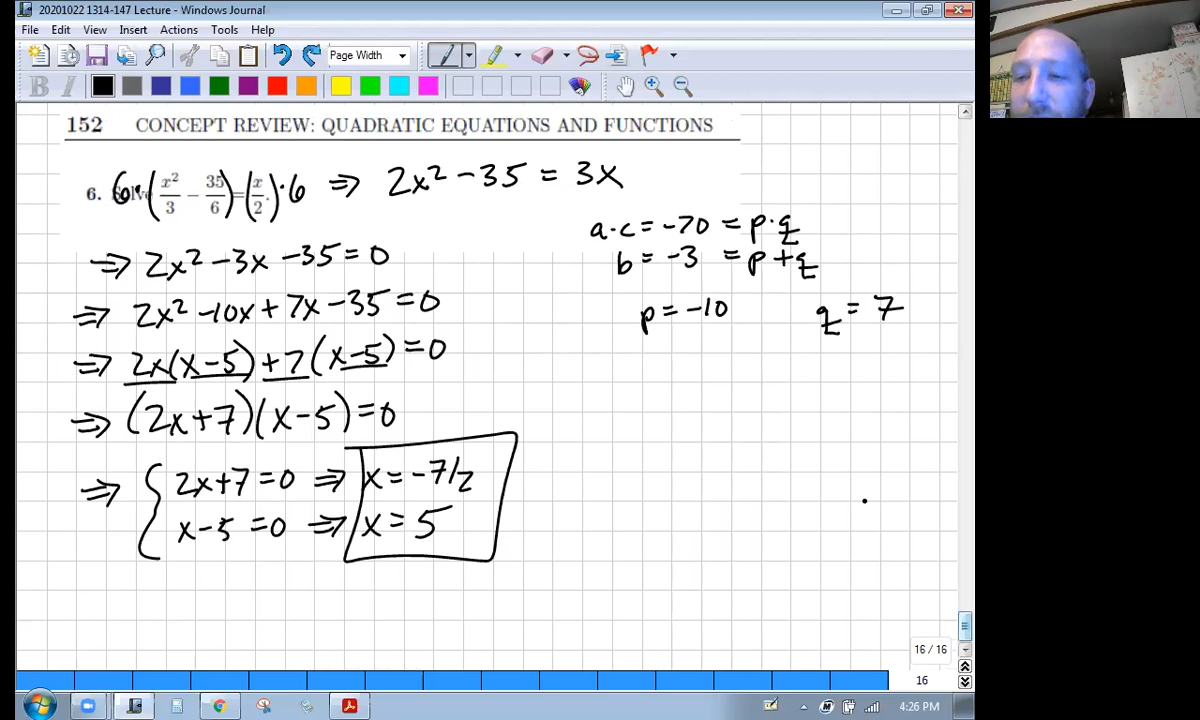 20201022 1314-147 Lecture - Windows Journal
File Edit View Insert Actions Tools Help
Page Width
B I
152 CONCEPT REVIEW: QUADRATIC EQUATIONS AND FUNCTIONS
6. Solve 6·(x²/3 − 35/6) = (x/2)·6 ⇒ 2x² − 35 = 3x
a·c = −70 = p·q
⇒ 2x² − 3x − 35 = 0
b = −3 = p + q
⇒ 2x² − 10x + 7x − 35 = 0
p = −10 q = 7
⇒ 2x(x − 5) + 7(x − 5) = 0
⇒ (2x + 7)(x − 5) = 0
⇒ { 2x + 7 = 0 ⇒ x = −7/2
x − 5 = 0 ⇒ x = 5
16 / 16
16
4:26 PM